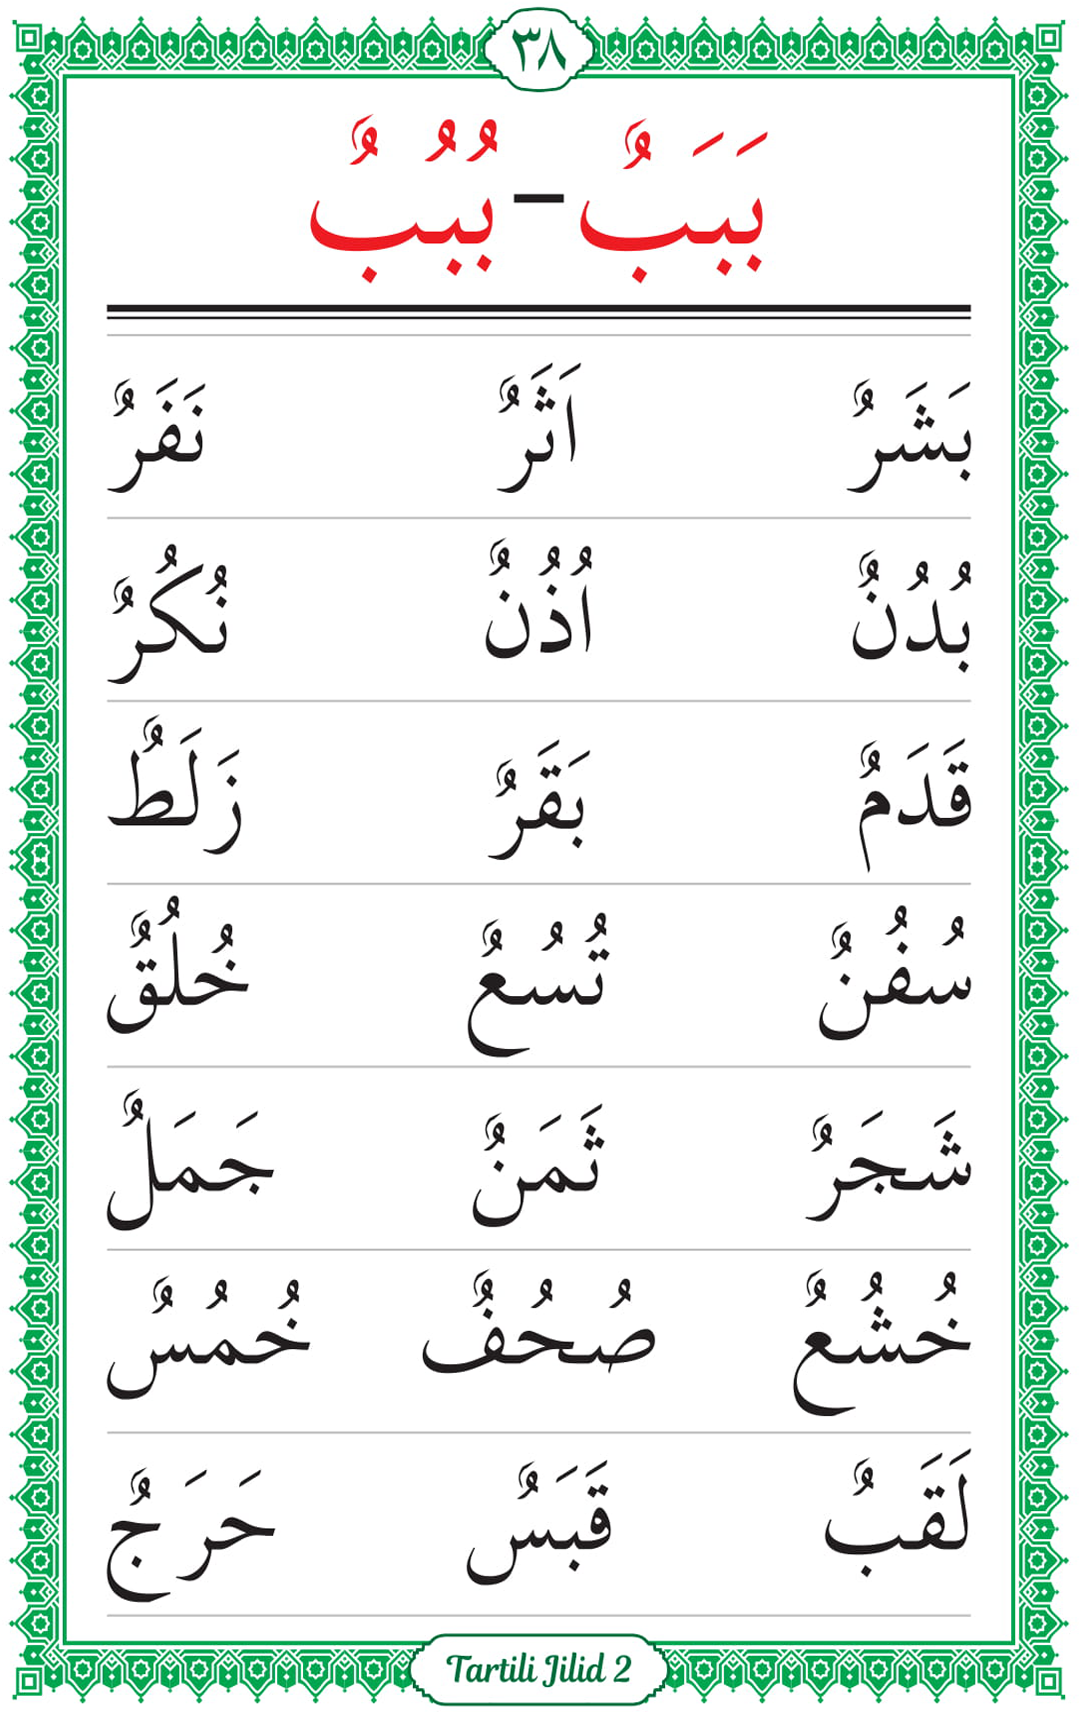 ٣٨
بَبَبٌ - بُبُبٌ
بَشَرٌ اَثَرٌ نَفَرٌ
بُدُنٌ اُذُنٌ نُكُرٌ
قَدَمٌ بَقَرٌ زَلَطٌ
سُفُنٌ تُسُعٌ خُلُقٌ
شَجَرٌ ثَمَنٌ جَمَلٌ
خُشُعٌ صُحُفٌ خُمُسٌ
لَقَبٌ قَبَسٌ حَرَجٌ
Tartili Jilid 2